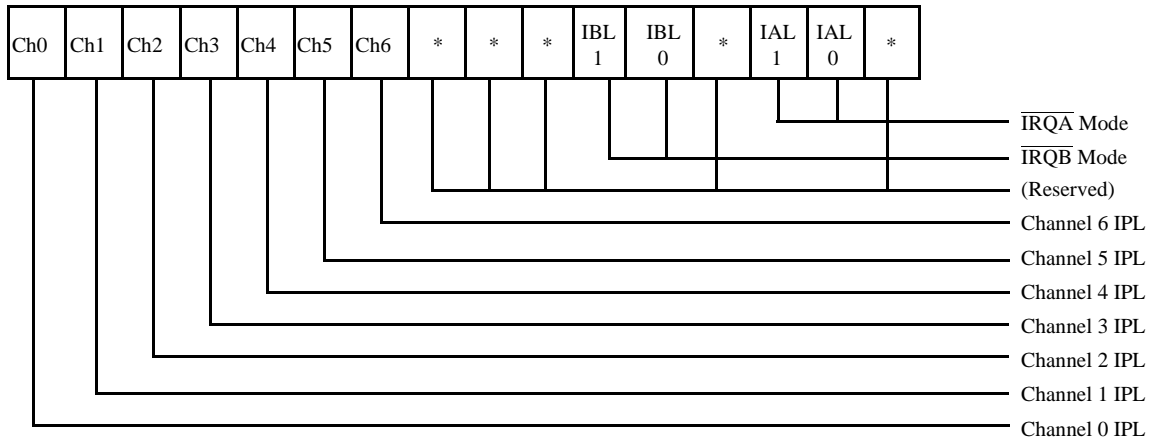 Ch0 Ch1 Ch2 Ch3 Ch4 Ch5 Ch6 * * * IBL 1 IBL 0 * IAL 1 IAL 0 *
IRQA Mode
IRQB Mode
(Reserved)
Channel 6 IPL
Channel 5 IPL
Channel 4 IPL
Channel 3 IPL
Channel 2 IPL
Channel 1 IPL
Channel 0 IPL